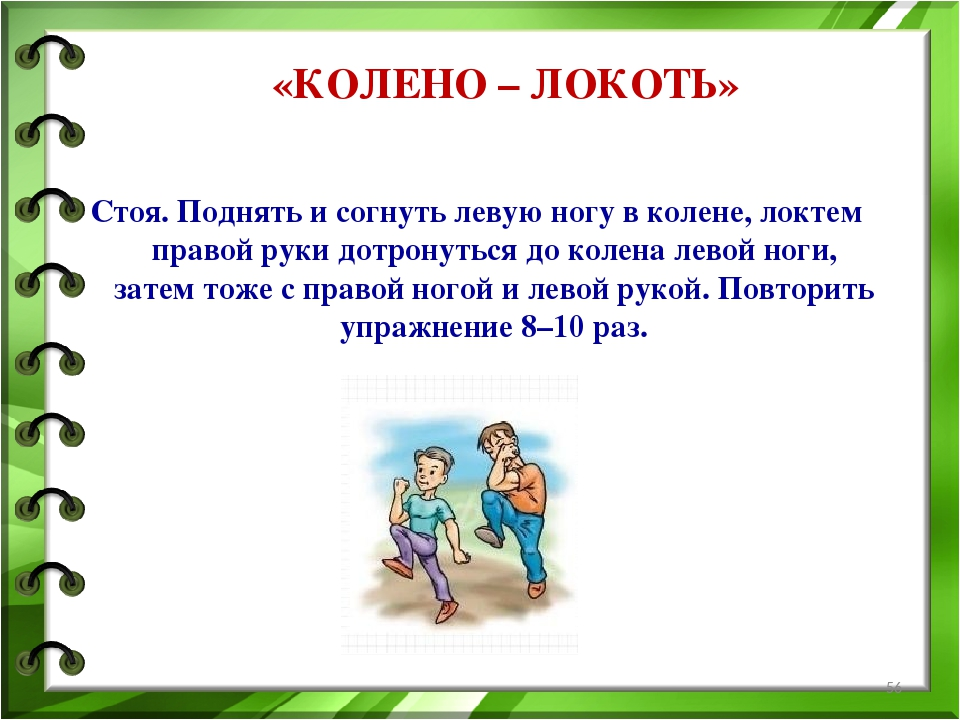 «КОЛЕНО – ЛОКОТЬ»
Стоя. Поднять и согнуть левую ногу в колене, локтем
правой руки дотронуться до колена левой ноги,
затем тоже с правой ногой и левой рукой. Повторить
упражнение 8–10 раз.
56